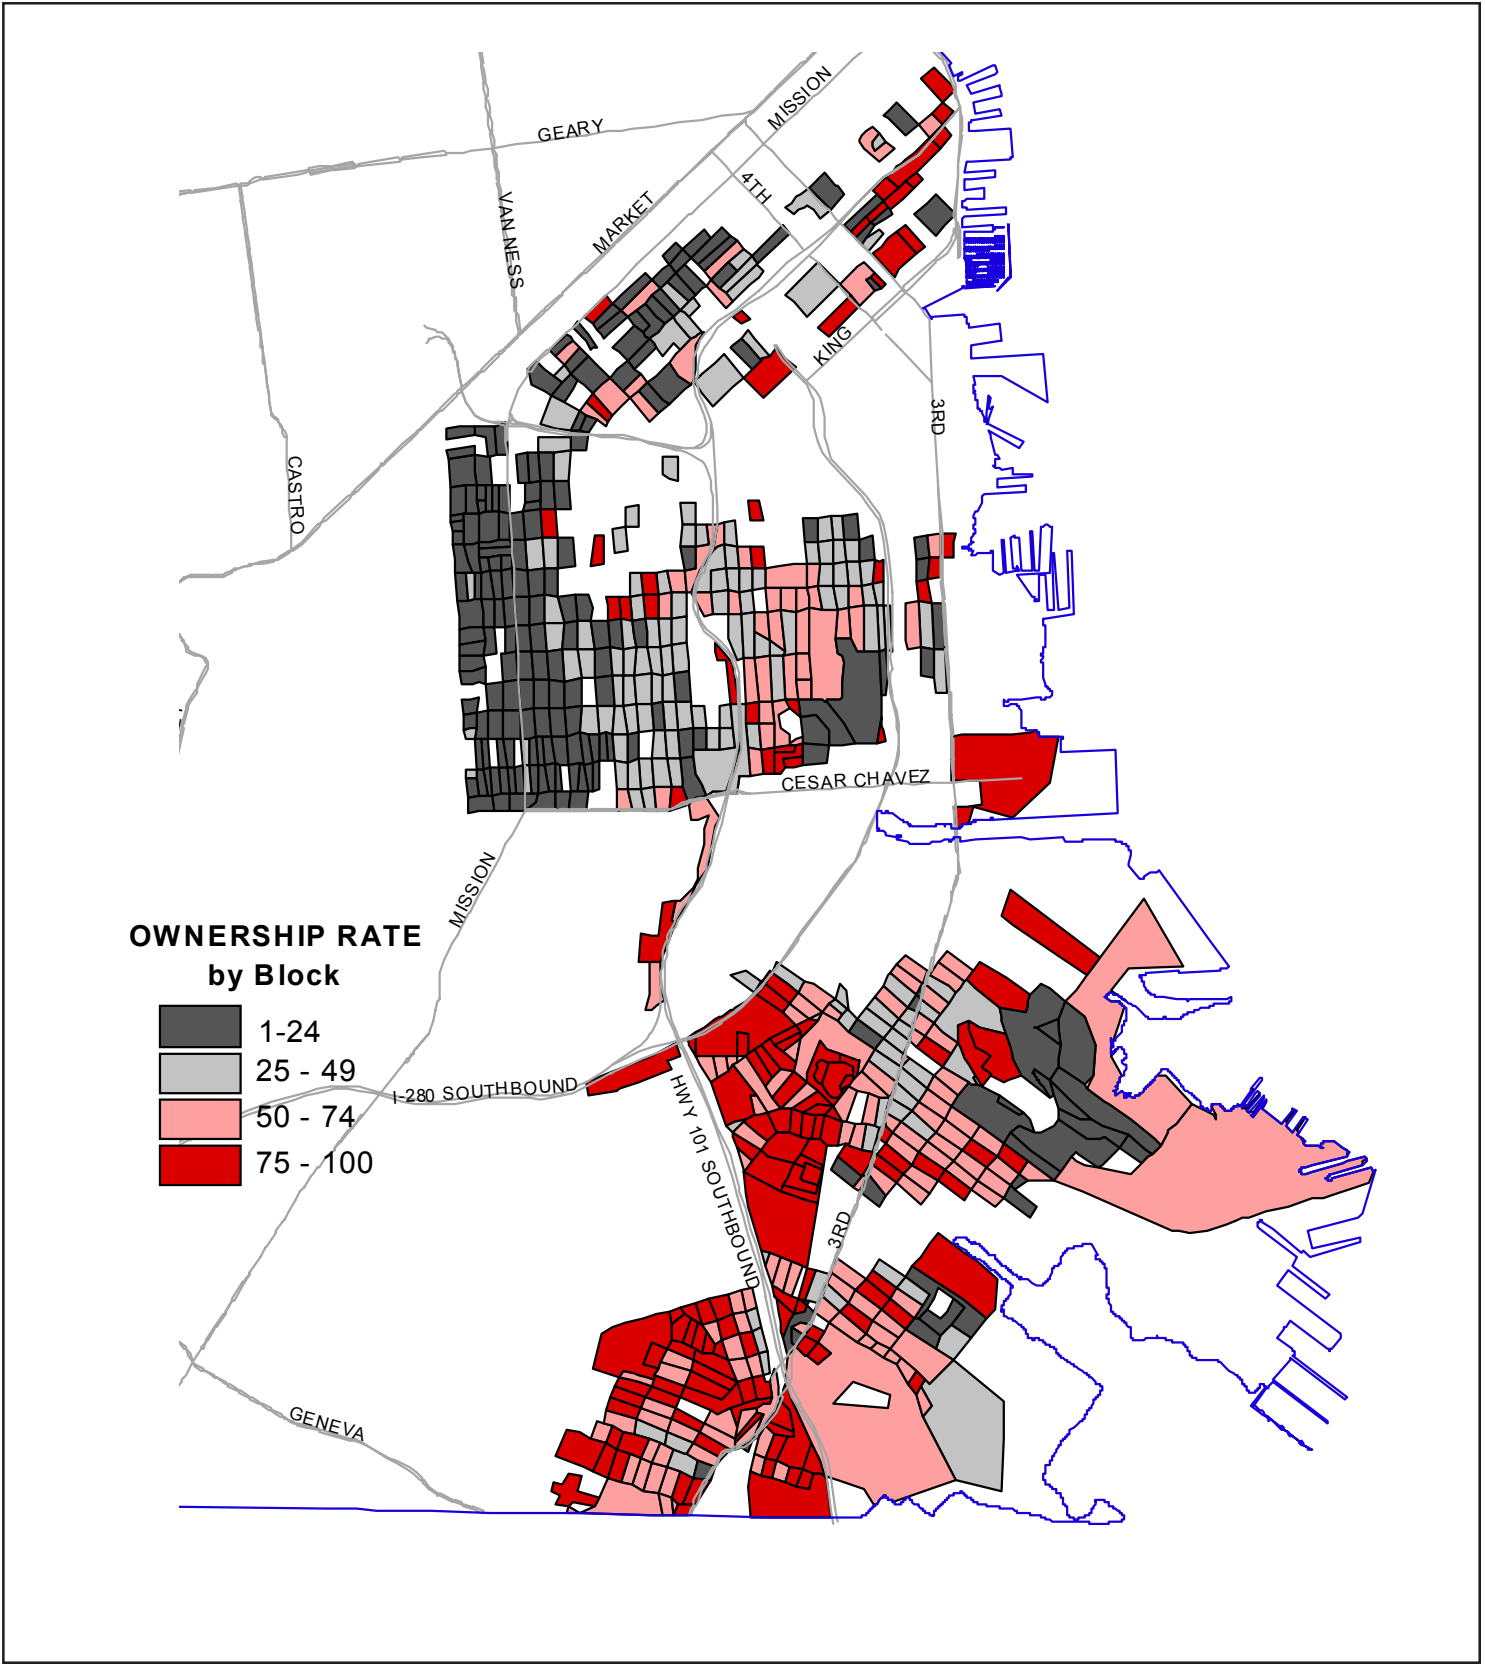 MISSION
GEARY
4TH
VAN NESS
MARKET
KING
3RD
CASTRO
CESAR CHAVEZ
MISSION
OWNERSHIP RATE
by Block
1-24
25 - 49
50 - 74
75 - 100
I-280 SOUTHBOUND
HWY 101 SOUTHBOUND
3RD
GENEVA